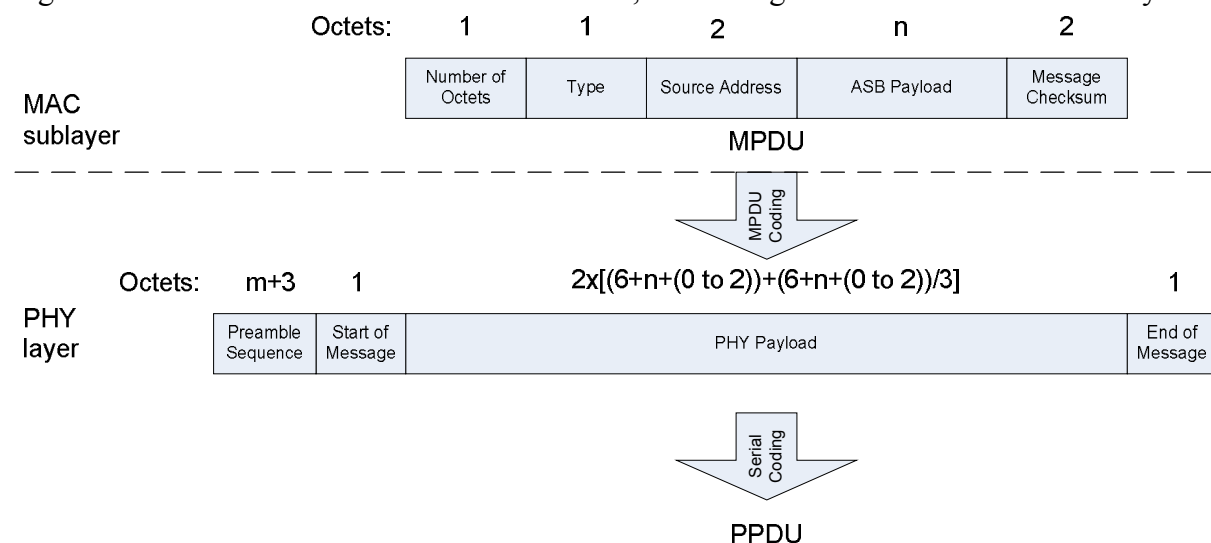 Octets: 1 1 2 n 2
Number of Octets
Type
Source Address
ASB Payload
Message Checksum
MAC sublayer
MPDU
MPDU Coding
Octets: m+3 1 2x[(6+n+(0 to 2))+(6+n+(0 to 2))/3] 1
PHY layer
Preamble Sequence
Start of Message
PHY Payload
End of Message
Serial Coding
PPDU